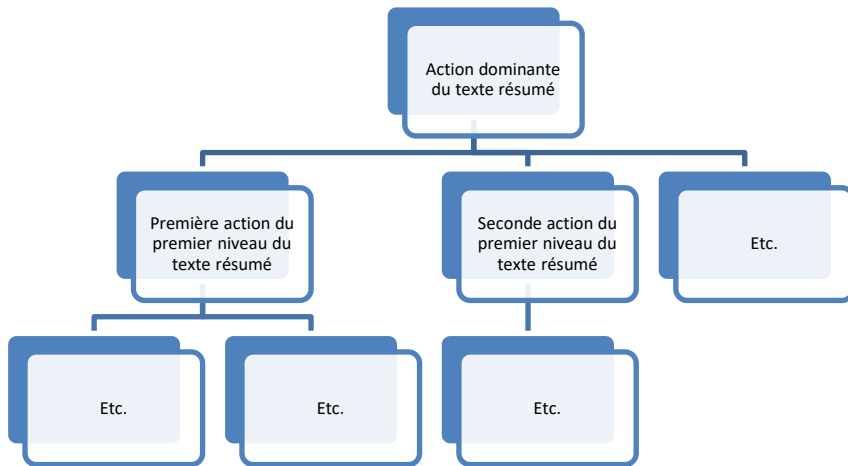 Action dominante
du texte résumé
Première action du
premier niveau du
texte résumé
Seconde action du
premier niveau du
texte résumé
Etc.
Etc.
Etc.
Etc.